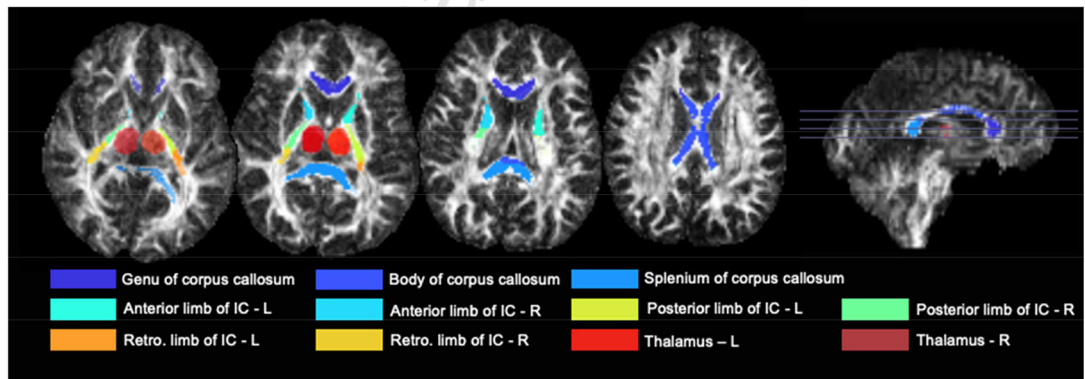 Genu of corpus callosum
Body of corpus callosum
Splenium of corpus callosum
Anterior limb of IC - L
Anterior limb of IC - R
Posterior limb of IC - L
Posterior limb of IC - R
Retro. limb of IC - L
Retro. limb of IC - R
Thalamus – L
Thalamus - R